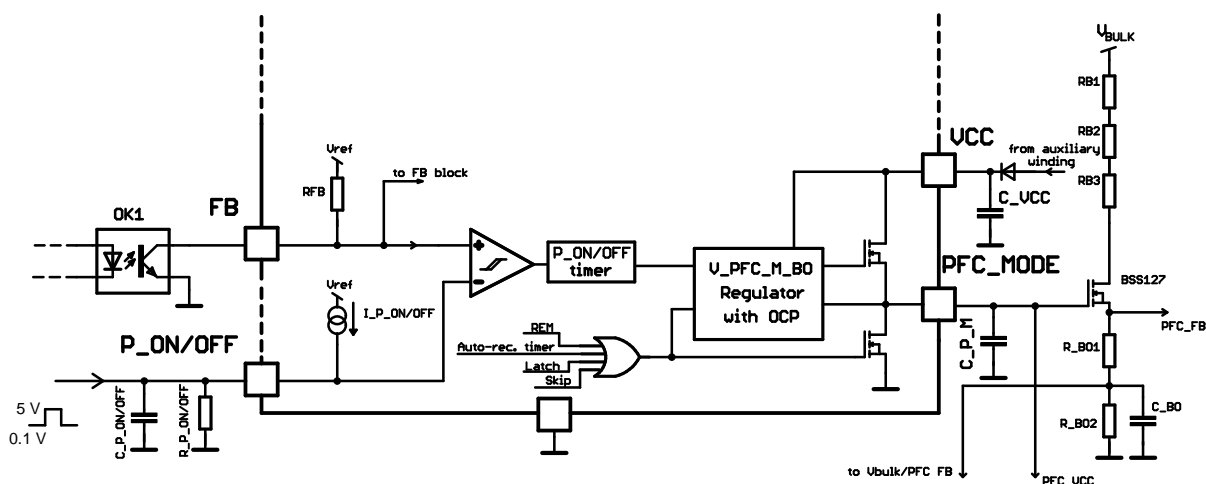 V_BULK
RB1
RB2
RB3
VCC
from auxiliary
winding
C_VCC
Vref
RFB
to FB block
FB
OK1
P_ON/OFF
timer
V_PFC_M_BO
Regulator
with OCP
PFC_MODE
BSS127
PFC_FB
Vref
I_P_ON/OFF
P_ON/OFF
REM
Auto-rec. timer
Latch
Skip
C_P_M
R_BO1
C_BO
R_BO2
5 V
0.1 V
C_P_ON/OFF
R_P_ON/OFF
to Vbulk/PFC FB
PFC_VCC